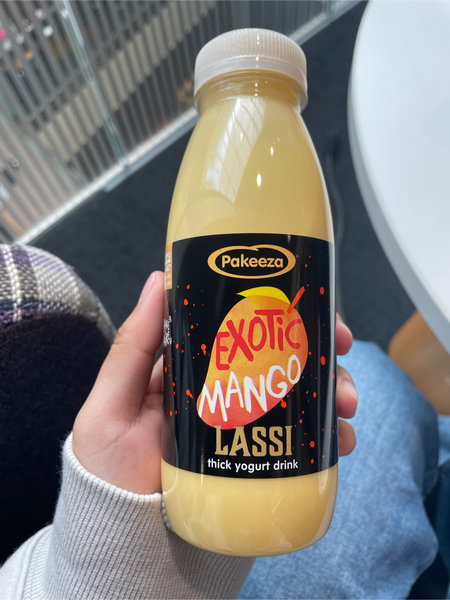 Pakeeza
EXOTIC
MANGO
LASSI
thick yogurt drink